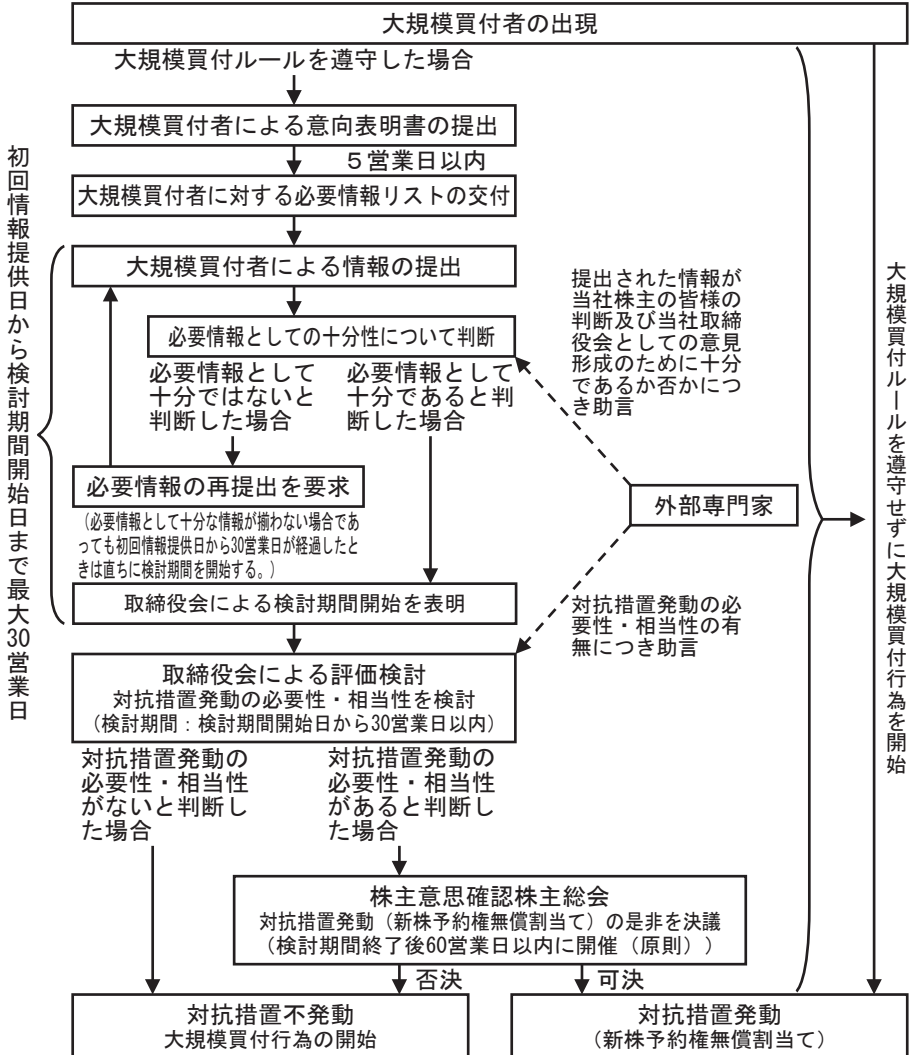 大規模買付者の出現
大規模買付ルールを遵守した場合
大規模買付者による意向表明書の提出
５営業日以内
大規模買付者に対する必要情報リストの交付
大規模買付者による情報の提出
必要情報としての十分性について判断
必要情報として
十分ではないと
判断した場合
必要情報として
十分であると判
断した場合
必要情報の再提出を要求
（必要情報として十分な情報が揃わない場合であ
っても初回情報提供日から30営業日が経過したと
きは直ちに検討期間を開始する。）
取締役会による検討期間開始を表明
初回情報提供日から検討期間開始日まで最大30営業日
提出された情報が
当社株主の皆様の
判断及び当社取締
役会としての意見
形成のために十分
であるか否かにつ
き助言
外部専門家
対抗措置発動の必
要性・相当性の有
無につき助言
取締役会による評価検討
対抗措置発動の必要性・相当性を検討
（検討期間：検討期間開始日から30営業日以内）
対抗措置発動の
必要性・相当性
がないと判断し
た場合
対抗措置発動の
必要性・相当性
があると判断し
た場合
株主意思確認株主総会
対抗措置発動（新株予約権無償割当て）の是非を決議
（検討期間終了後60営業日以内に開催（原則））
否決
可決
対抗措置不発動
大規模買付行為の開始
対抗措置発動
（新株予約権無償割当て）
大規模買付ルールを遵守せずに大規模買付行為を開始